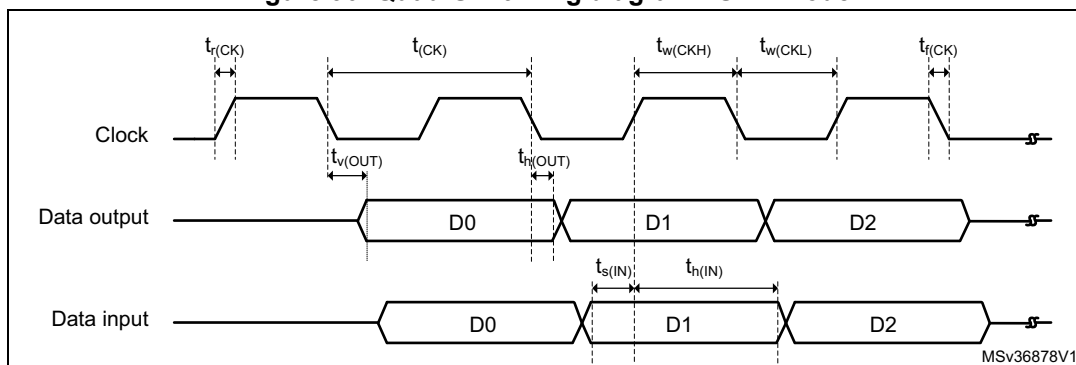 t_r(CK) t_(CK) t_w(CKH) t_w(CKL) t_f(CK)
Clock
t_v(OUT) t_h(OUT)
Data output D0 D1 D2
t_s(IN) t_h(IN)
Data input D0 D1 D2
MSv36878V1